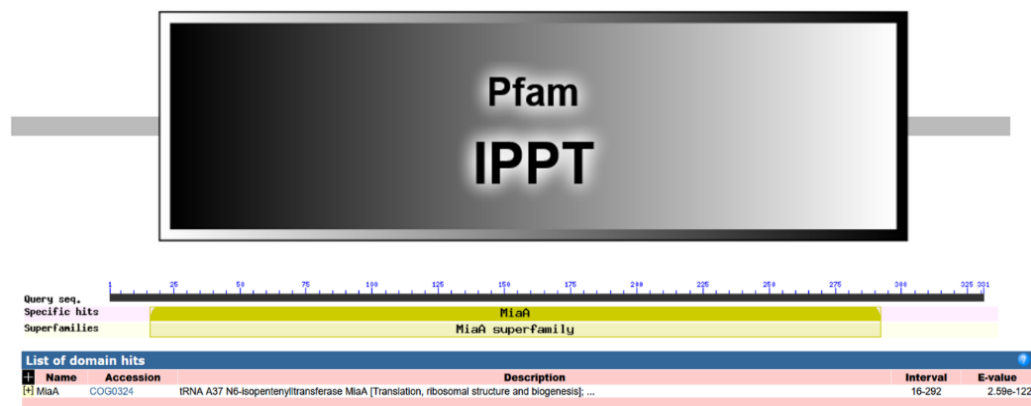 Pfam
IPPT
1 25 50 75 100 125 150 175 200 225 250 275 300 325 331
Query seq.
Specific hits MiaA
Superfamilies MiaA superfamily
List of domain hits ?
+ Name Accession Description Interval E-value
[+] MiaA COG0324 tRNA A37 N6-isopentenylltransferase MiaA [Translation, ribosomal structure and biogenesis]; ... 16-292 2.59e-122